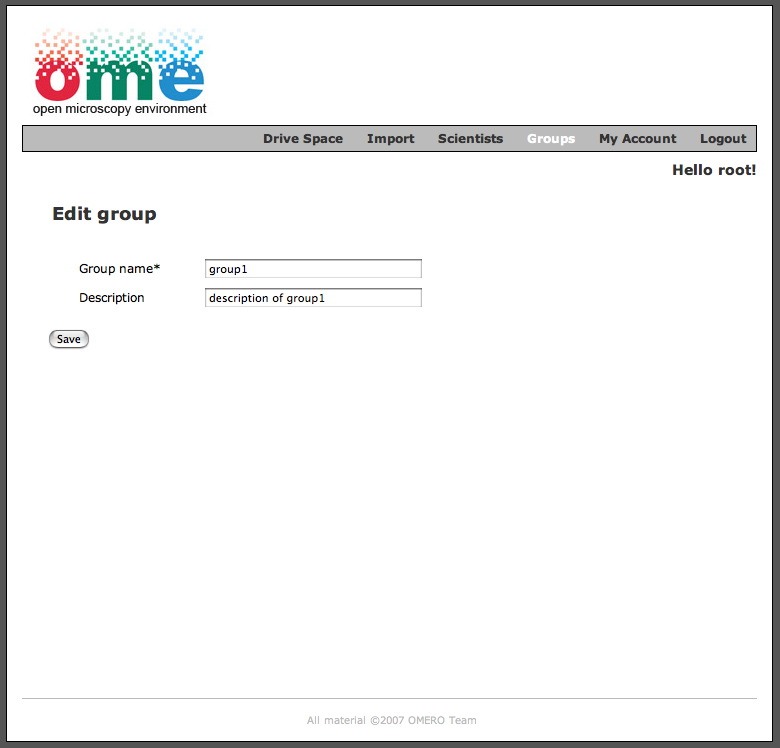 ome
open microscopy environment
Drive Space Import Scientists Groups My Account Logout
Hello root!
Edit group
Group name* group1
Description description of group1
Save
All material ©2007 OMERO Team